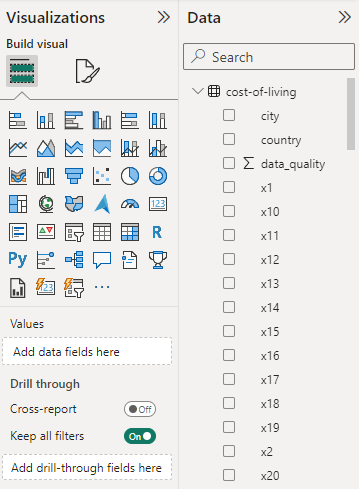 Visualizations
Build visual
123
R
Py
123
...
Values
Add data fields here
Drill through
Cross-report
Off
Keep all filters
On
Add drill-through fields here
Data
Search
cost-of-living
city
country
Σ data_quality
x1
x10
x11
x12
x13
x14
x15
x16
x17
x18
x19
x2
x20